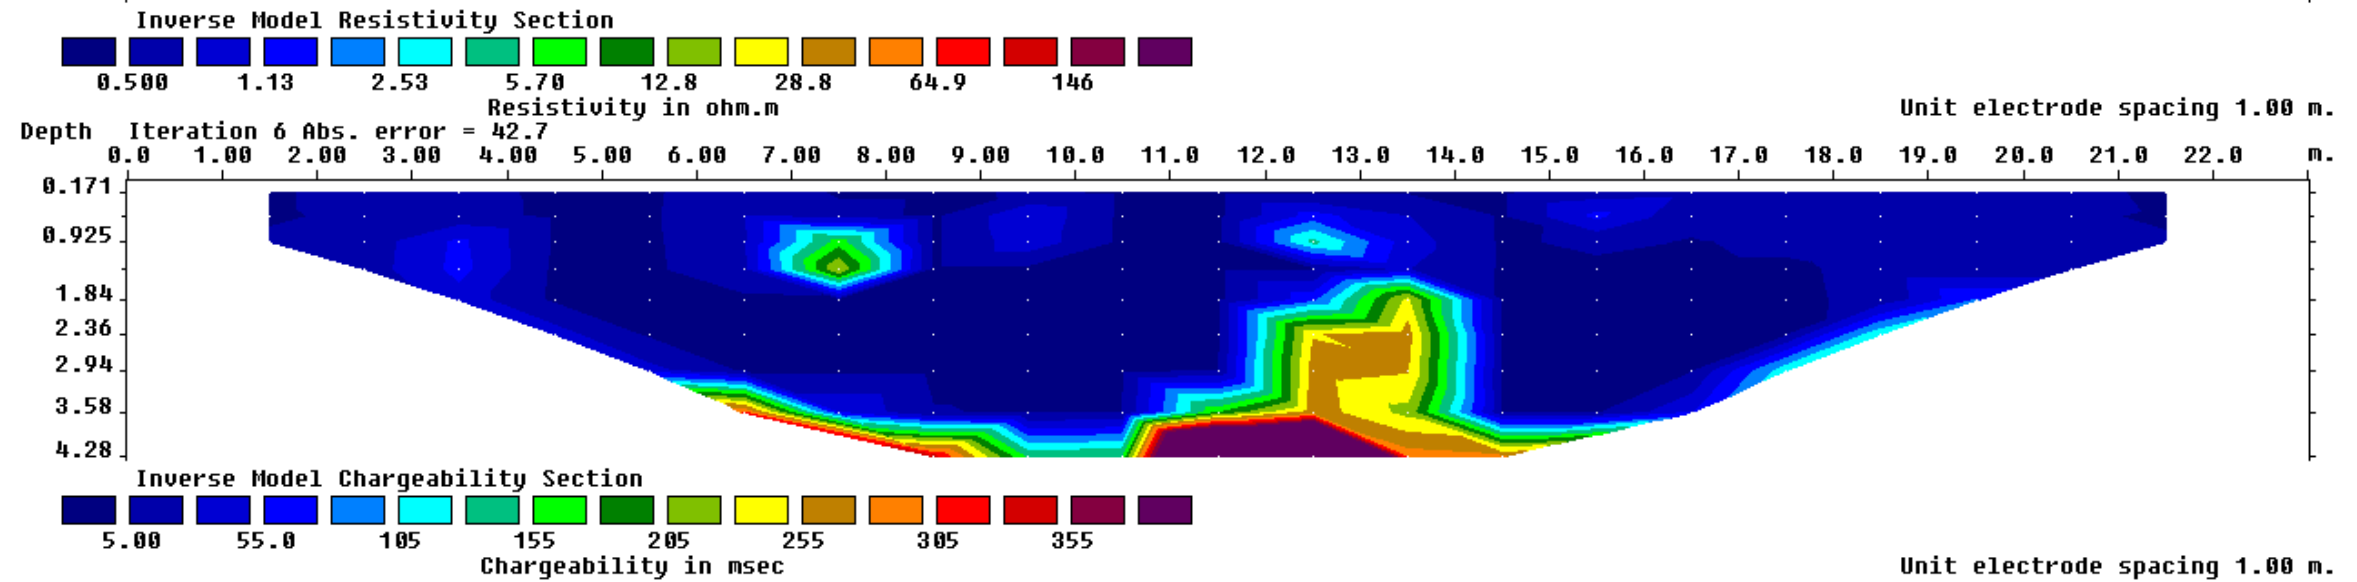 Inverse Model Resistivity Section
0.500 1.13 2.53 5.70 12.8 28.8 64.9 146
Resistivity in ohm.m Unit electrode spacing 1.00 m.
Depth Iteration 6 Abs. error = 42.7
0.0 1.00 2.00 3.00 4.00 5.00 6.00 7.00 8.00 9.00 10.0 11.0 12.0 13.0 14.0 15.0 16.0 17.0 18.0 19.0 20.0 21.0 22.0 m.
0.171
0.925
1.84
2.36
2.94
3.58
4.28
Inverse Model Chargeability Section
5.00 55.0 105 155 205 255 305 355
Chargeability in msec Unit electrode spacing 1.00 m.